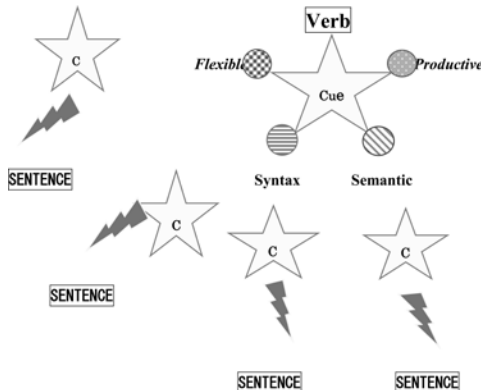 Verb
Flexible
Productive
C
Cue
SENTENCE
Syntax
Semantic
C
C
C
SENTENCE
SENTENCE
SENTENCE